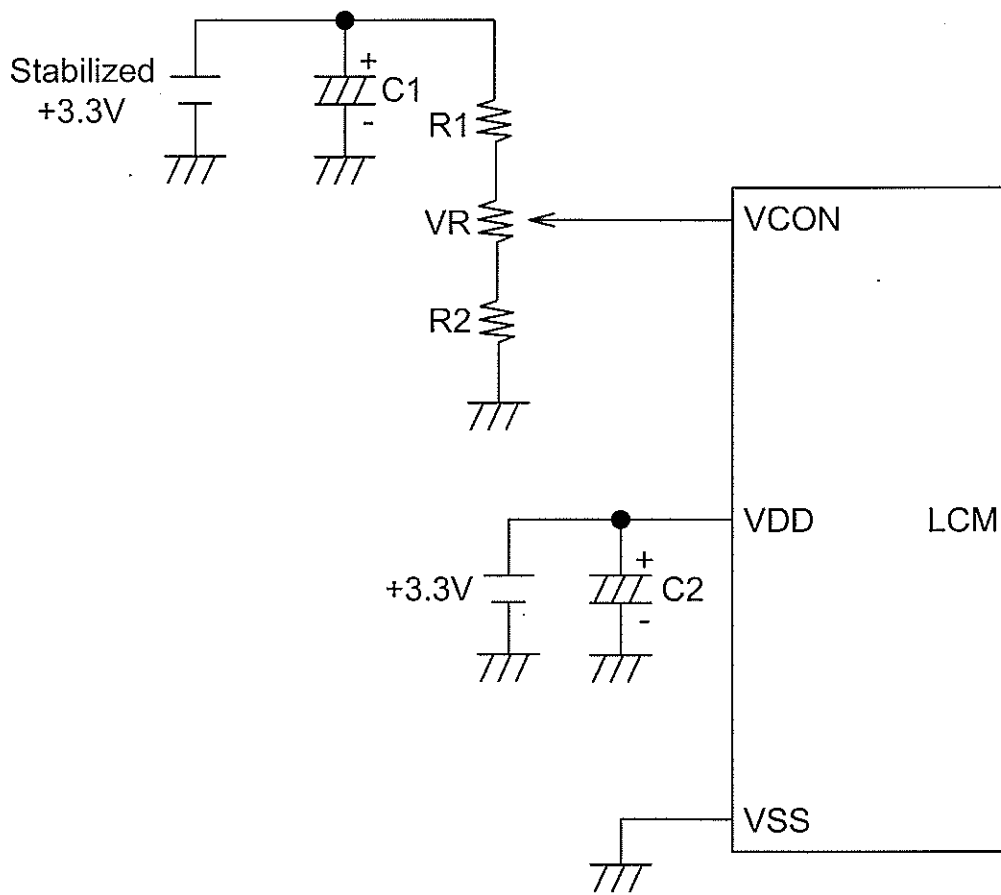 Stabilized
+3.3V
+
C1
-
R1
VR
R2
VCON
VDD
LCM
+3.3V
+
C2
-
VSS